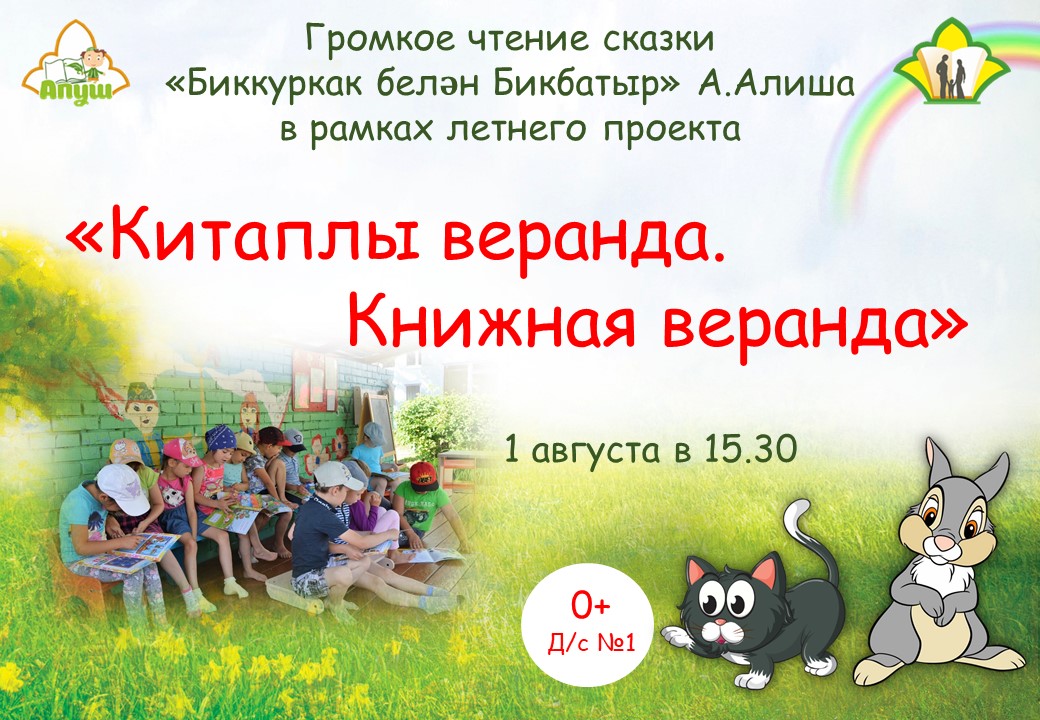 Громкое чтение сказки
«Биккуркак белән Бикбатыр» А.Алиша
в рамках летнего проекта
Апуш
«Китаплы веранда.
Книжная веранда»
1 августа в 15.30
0+
Д/с №1